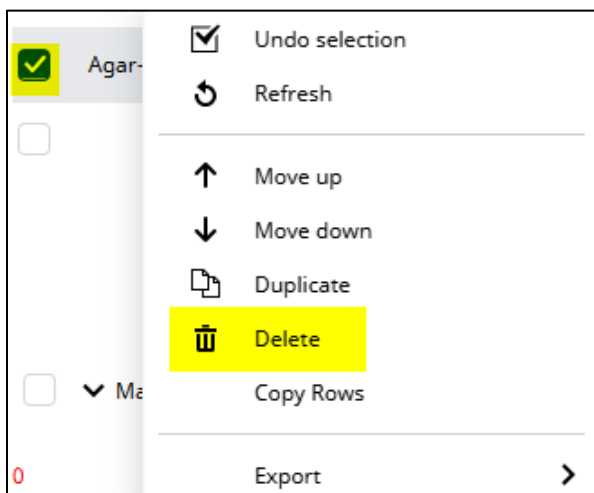 Undo selection
Agar-
Refresh
Move up
Move down
Duplicate
Delete
Ma
Copy Rows
0
Export